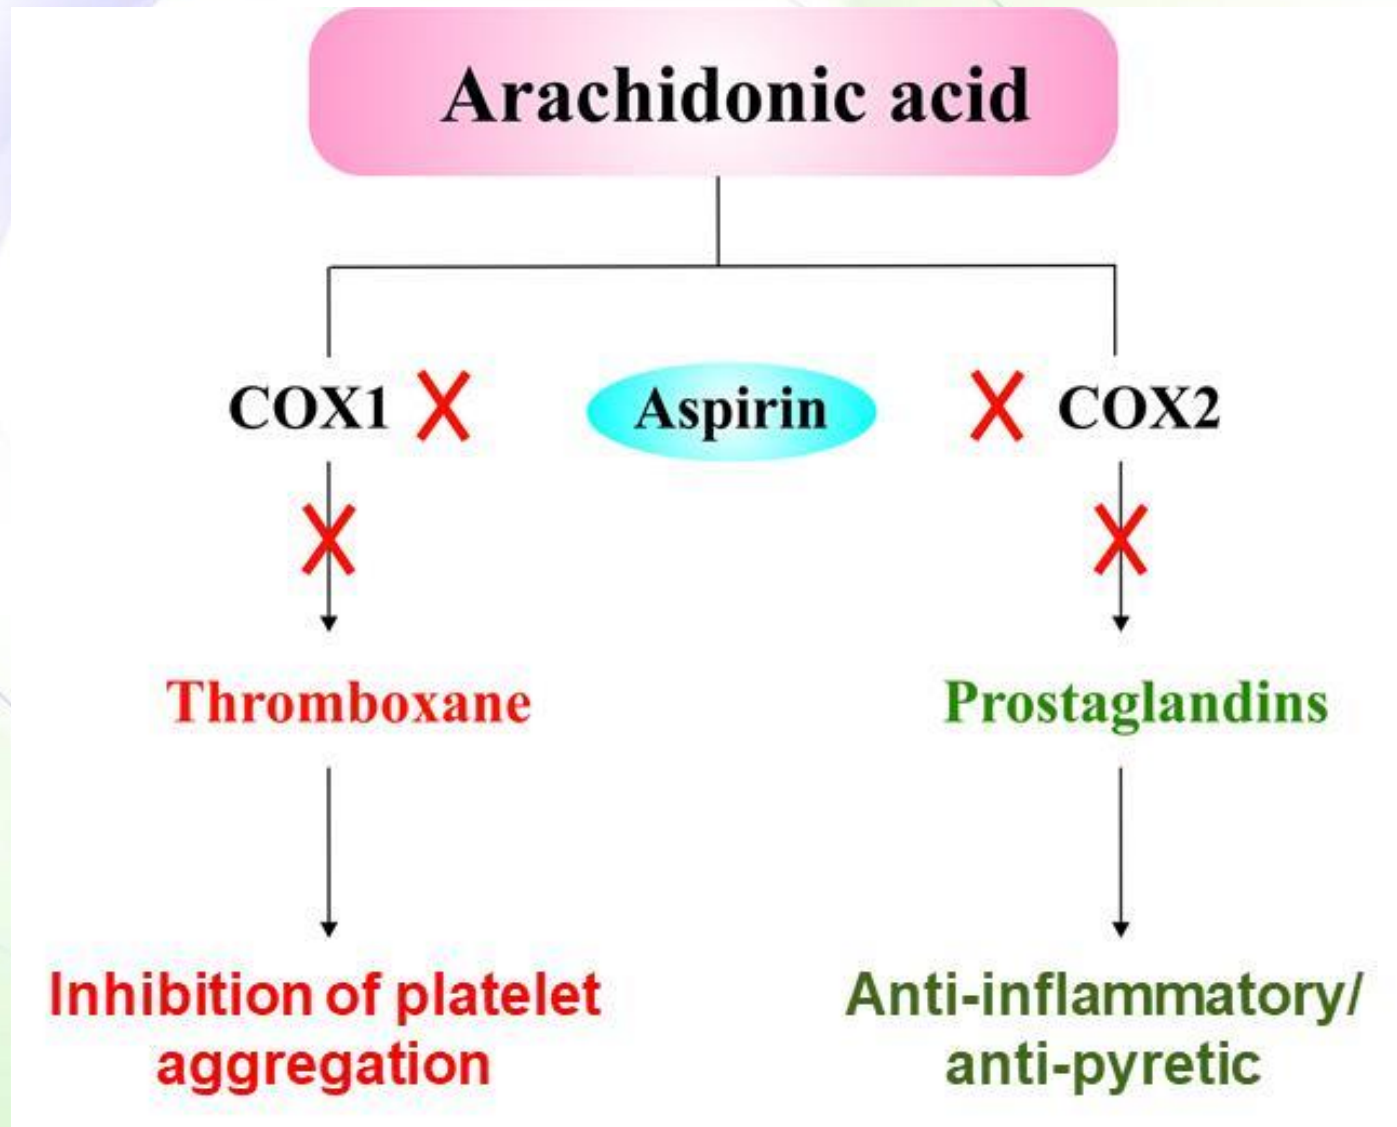 Arachidonic acid
COX1
Aspirin
COX2
Thromboxane
Prostaglandins
Inhibition of platelet
aggregation
Anti-inflammatory/
anti-pyretic